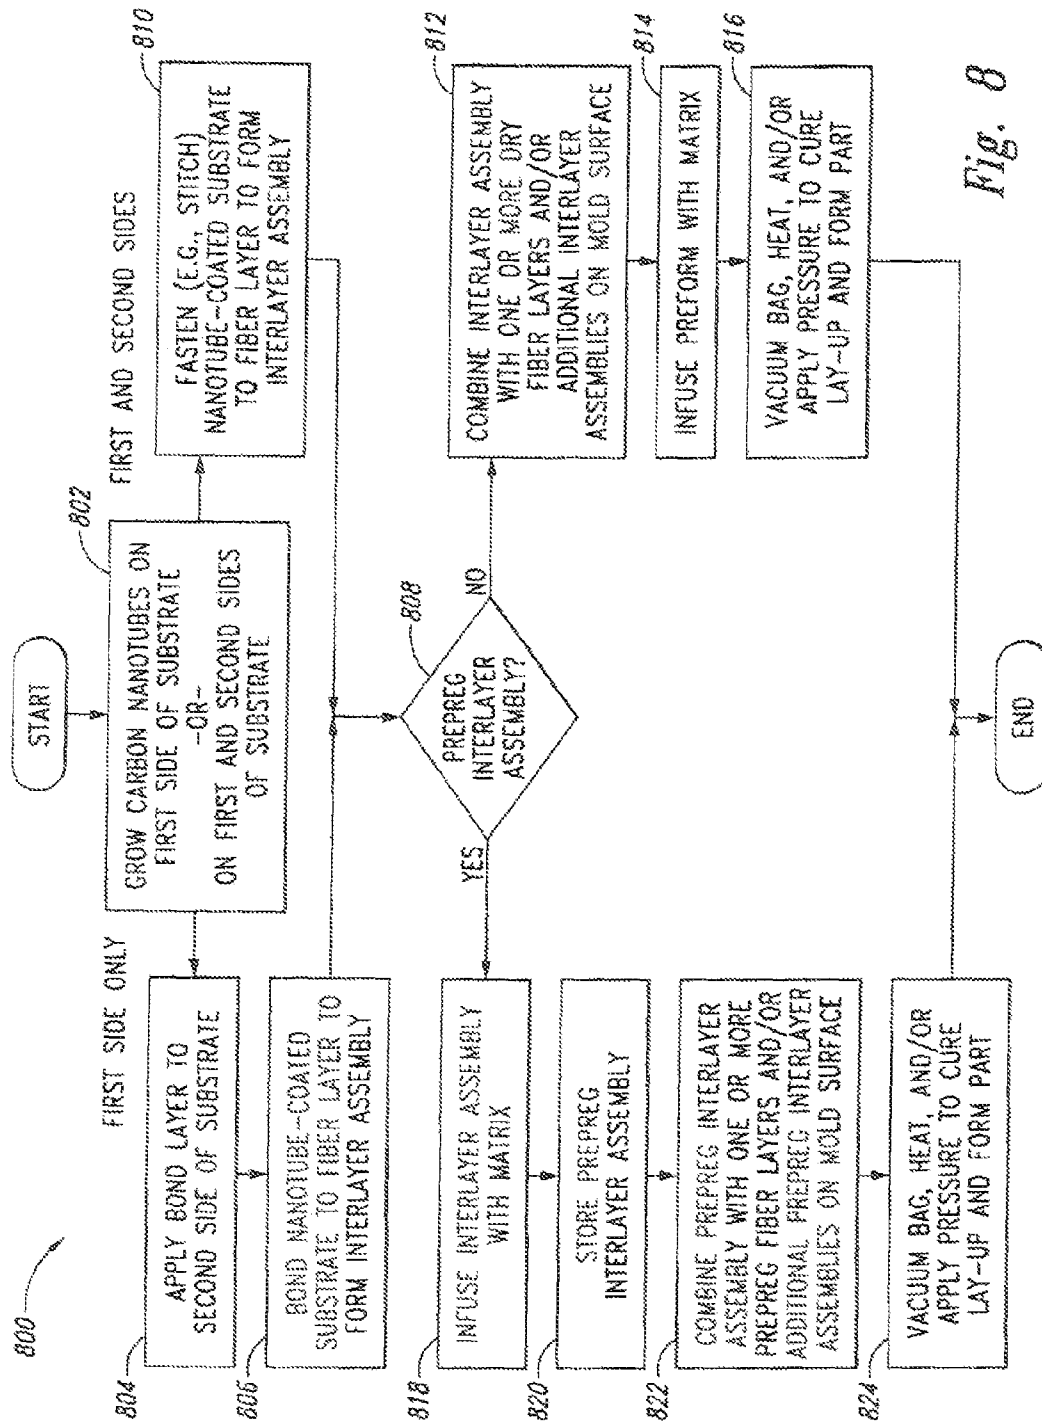 800
START
802
GROW CARBON NANOTUBES ON
FIRST SIDE OF SUBSTRATE
-OR-
ON FIRST AND SECOND SIDES
OF SUBSTRATE
FIRST SIDE ONLY
804
APPLY BOND LAYER TO
SECOND SIDE OF SUBSTRATE
806
BOND NANOTUBE-COATED
SUBSTRATE TO FIBER LAYER TO
FORM INTERLAYER ASSEMBLY
FIRST AND SECOND SIDES
810
FASTEN (E.G., STITCH)
NANOTUBE-COATED SUBSTRATE
TO FIBER LAYER TO FORM
INTERLAYER ASSEMBLY
808
PREPREG
INTERLAYER
ASSEMBLY?
YES
NO
818
INFUSE INTERLAYER ASSEMBLY
WITH MATRIX
820
STORE PREPREG
INTERLAYER ASSEMBLY
822
COMBINE PREPREG INTERLAYER
ASSEMBLY WITH ONE OR MORE
PREPREG FIBER LAYERS AND/OR
ADDITIONAL PREPREG INTERLAYER
ASSEMBLIES ON MOLD SURFACE
824
VACUUM BAG, HEAT, AND/OR
APPLY PRESSURE TO CURE
LAY-UP AND FORM PART
812
COMBINE INTERLAYER ASSEMBLY
WITH ONE OR MORE DRY
FIBER LAYERS AND/OR
ADDITIONAL INTERLAYER
ASSEMBLIES ON MOLD SURFACE
814
INFUSE PREFORM WITH MATRIX
816
VACUUM BAG, HEAT, AND/OR
APPLY PRESSURE TO CURE
LAY-UP AND FORM PART
END
Fig. 8